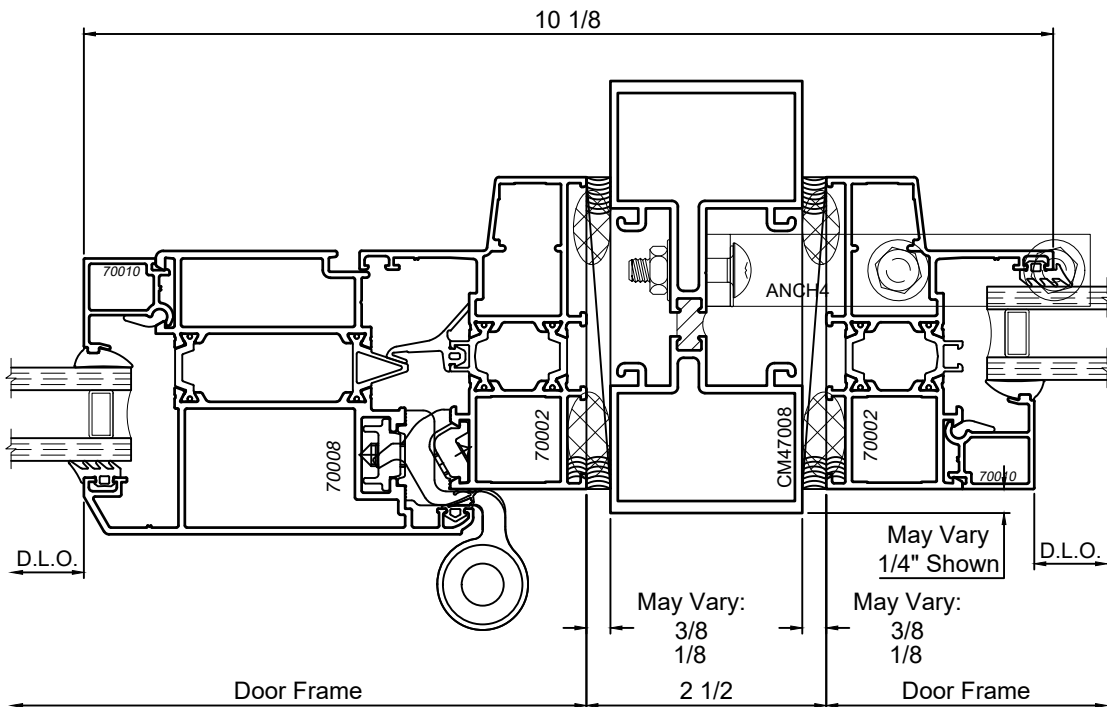 10 1/8
70010
ANCH4
70008
70002
CM47008
70002
70010
May Vary
1/4" Shown
D.L.O.
D.L.O.
May Vary:
3/8
1/8
May Vary:
3/8
1/8
Door Frame
2 1/2
Door Frame